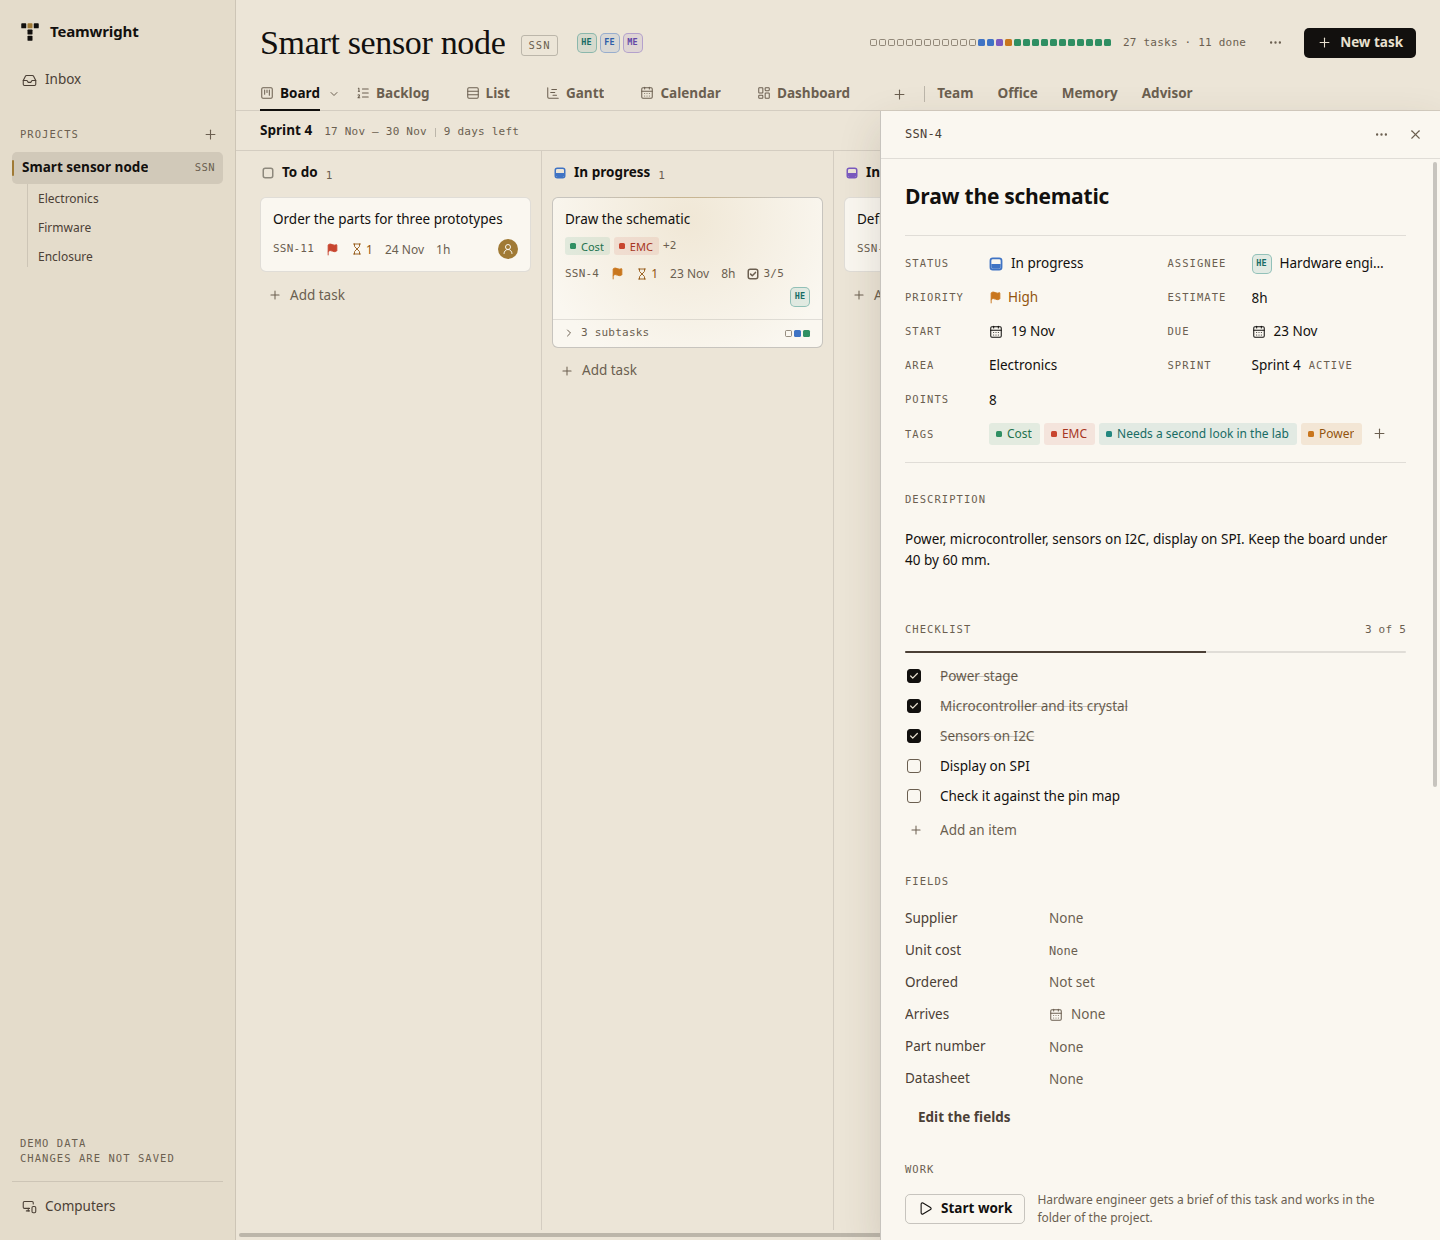 Teamwright
Inbox
PROJECTS
Smart sensor node SSN
Electronics
Firmware
Enclosure
DEMO DATA
CHANGES ARE NOT SAVED
Computers
Smart sensor node SSN HE FE ME
27 tasks · 11 done
New task
Board Backlog List Gantt Calendar Dashboard Team Office Memory Advisor
Sprint 4 17 Nov — 30 Nov 9 days left
To do 1
Order the parts for three prototypes
SSN-11 1 24 Nov 1h
Add task
In progress 1
Draw the schematic
Cost EMC +2
SSN-4 1 23 Nov 8h 3/5
HE
3 subtasks
Add task
In
Def
SSN-
A
SSN-4
Draw the schematic
STATUS In progress ASSIGNEE HE Hardware engi...
PRIORITY High ESTIMATE 8h
START 19 Nov DUE 23 Nov
AREA Electronics SPRINT Sprint 4 ACTIVE
POINTS 8
TAGS Cost EMC Needs a second look in the lab Power
DESCRIPTION
Power, microcontroller, sensors on I2C, display on SPI. Keep the board under
40 by 60 mm.
CHECKLIST 3 of 5
Power stage
Microcontroller and its crystal
Sensors on I2C
Display on SPI
Check it against the pin map
Add an item
FIELDS
Supplier None
Unit cost None
Ordered Not set
Arrives None
Part number None
Datasheet None
Edit the fields
WORK
Start work
Hardware engineer gets a brief of this task and works in the
folder of the project.